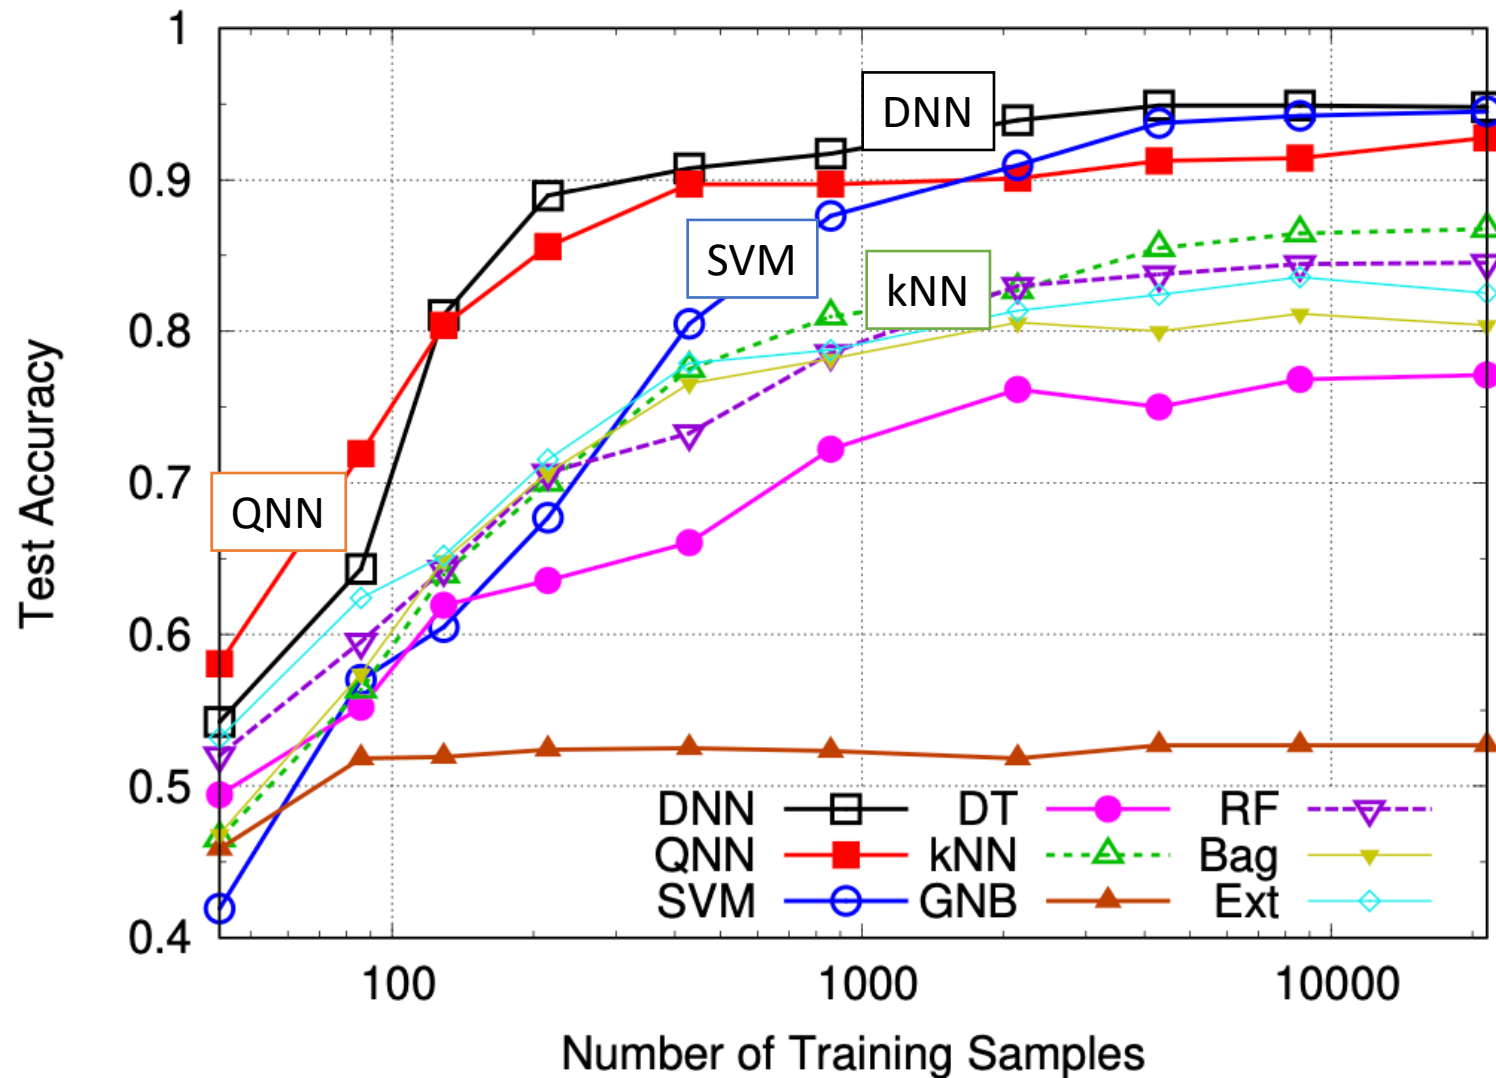 1
0.9
0.8
0.7
0.6
0.5
0.4
Test Accuracy
DNN
SVM
kNN
QNN
DNN DT RF
QNN kNN Bag
SVM GNB Ext
100 1000 10000
Number of Training Samples